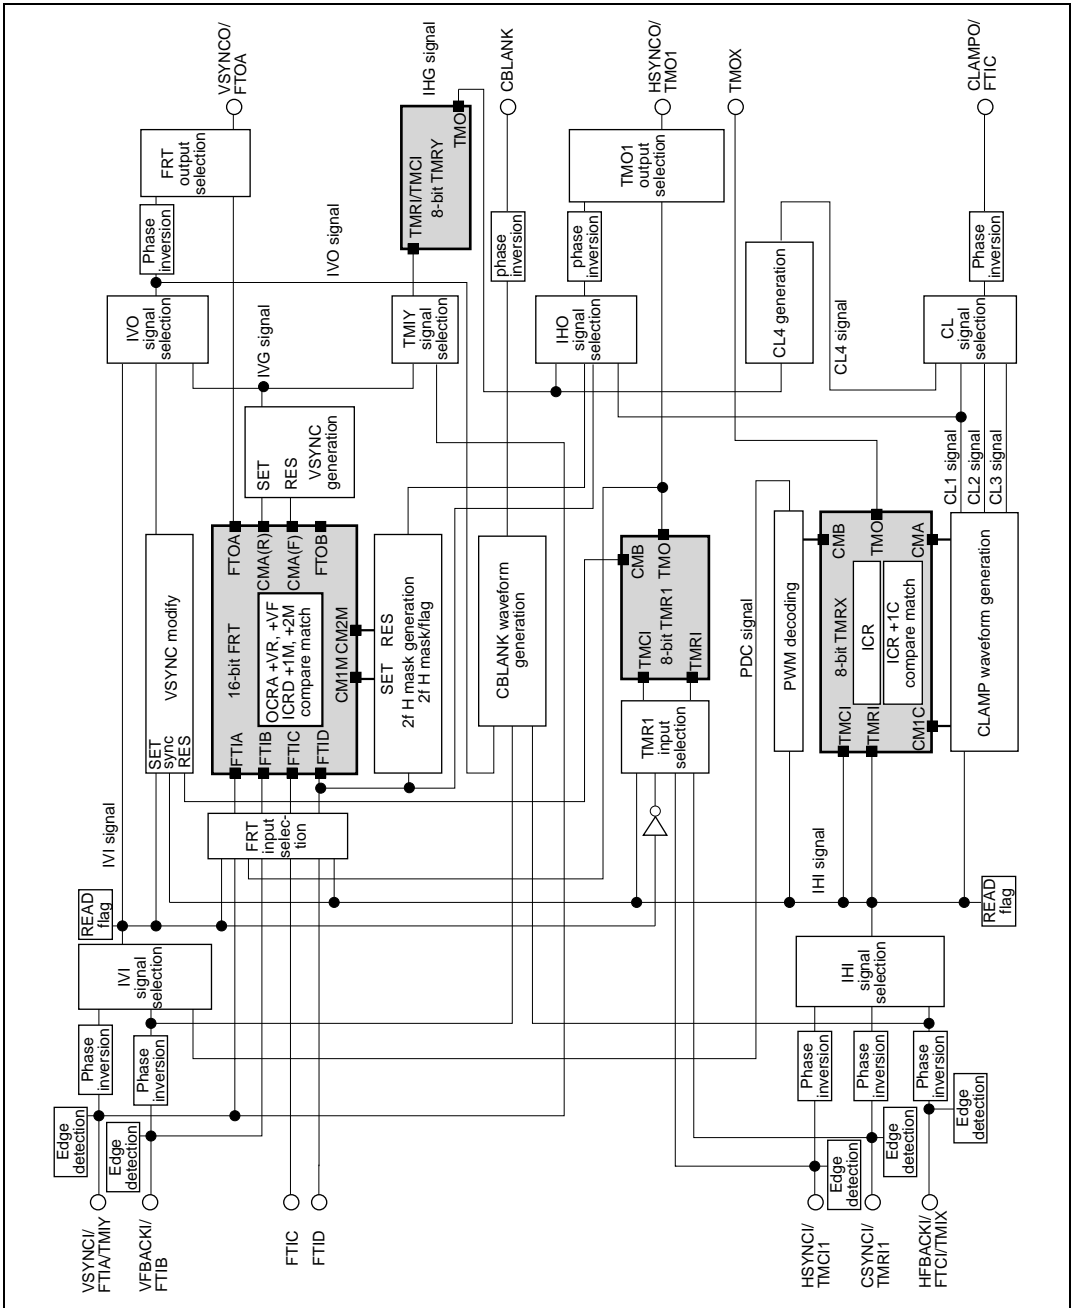 VSYNCO/
FTOA
IHG signal
CBLANK
HSYNCO/
TMO1
TMOX
CLAMPO/
FTIC
FRT
output
selection
TMO
TMRI/TMCI
8-bit TMRY
TMO1
output
selection
Phase
inversion
IVO signal
phase
inversion
phase
inversion
Phase
inversion
IVO
signal
selection
TMIY
signal
selection
IHO
signal
selection
CL4 generation
CL4 signal
CL
signal
selection
IVG signal
SET
RES
VSYNC
generation
CL1 signal
CL2 signal
CL3 signal
VSYNC modify
SET
sync
RES
FTOA
CMA(R)
CMA(F)
FTOB
16-bit FRT
OCRA +VR, +VF
ICRD +1M, +2M
compare match
CM1M
CM2M
FTIA
FTIB
FTIC
FTID
SET
RES
2f H mask generation
2f H mask/flag
CBLANK waveform
generation
CMB
TMO
8-bit TMR1
TMCI
TMRI
PDC signal
PWM decoding
CMB
TMO
CMA
8-bit TMRX
ICR
ICR +1C
compare match
TMCI
TMRI
CM1C
CLAMP waveform generation
TMR1
input
selection
IVI signal
FRT
input
selec-
tion
IHI signal
READ
flag
READ
flag
IVI
signal
selection
IHI
signal
selection
Phase
inversion
Phase
inversion
Phase
inversion
Phase
inversion
Phase
inversion
Edge
detection
Edge
detection
Edge
detection
Edge
detection
Edge
detection
VSYNCI/
FTIA/TMIY
VFBACKI/
FTIB
FTIC
FTID
HSYNCI/
TMCI1
CSYNCI/
TMRI1
HFBACKI/
FTCI/TMIX